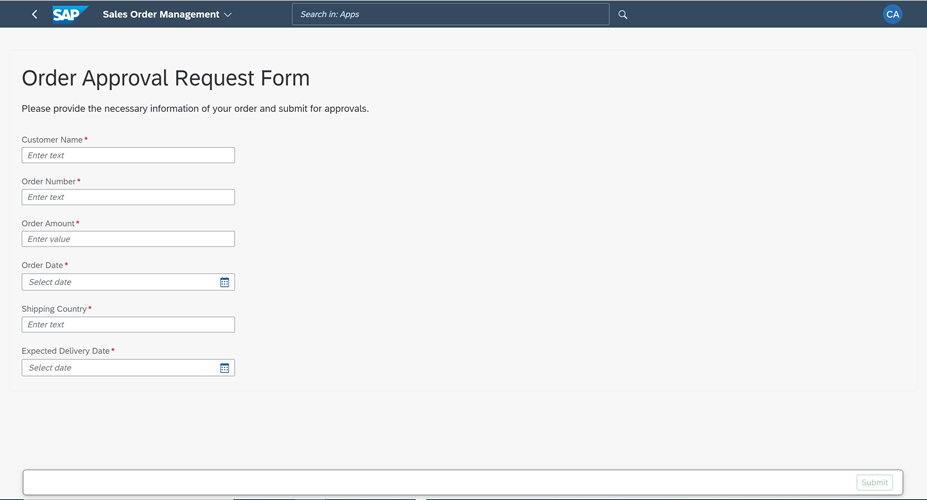 SAP Sales Order Management Search in: Apps CA
Order Approval Request Form
Please provide the necessary information of your order and submit for approvals.
Customer Name*
Enter text
Order Number*
Enter text
Order Amount*
Enter value
Order Date*
Select date
Shipping Country*
Enter text
Expected Delivery Date*
Select date
Submit